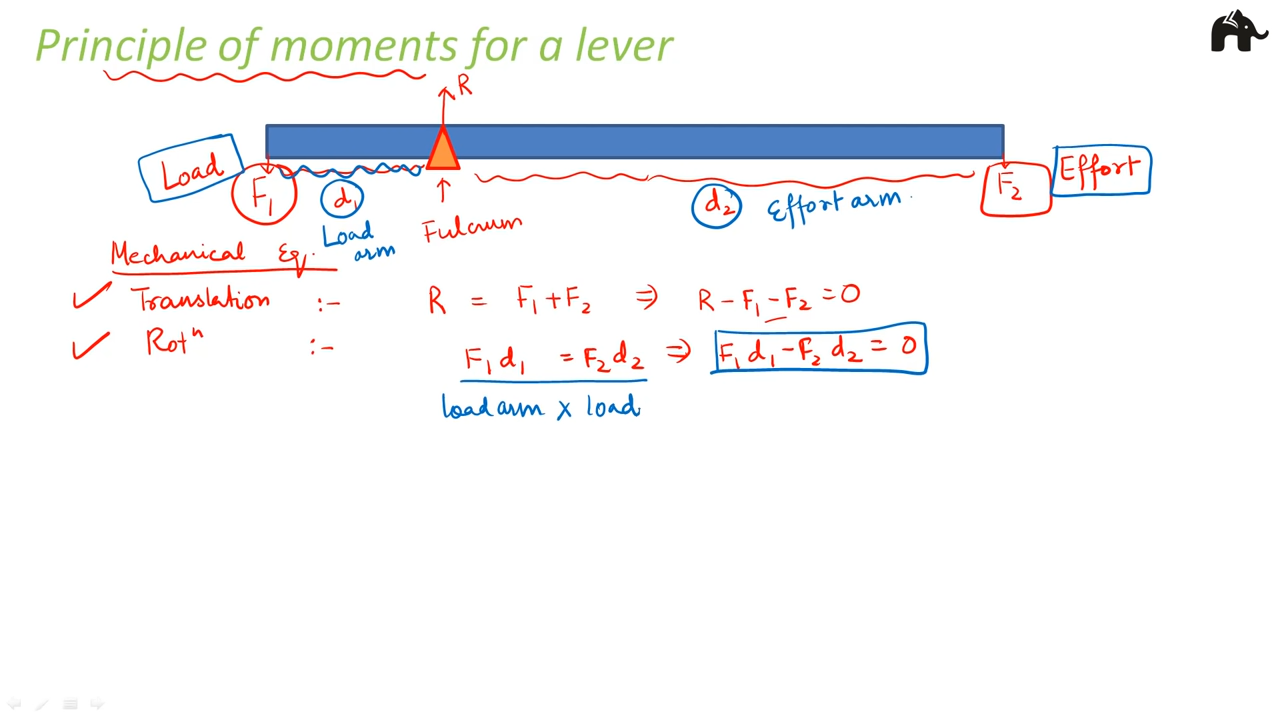 Principle of moments for a lever
R
Load
F₁
d₁
Load arm
Fulcrum
d₂
Effort arm
F₂
Effort
Mechanical Eq.
Translation :- R = F₁ + F₂ ⇒ R - F₁ - F₂ = 0
Rotⁿ :- F₁ d₁ = F₂ d₂ ⇒ F₁ d₁ - F₂ d₂ = 0
load arm x load